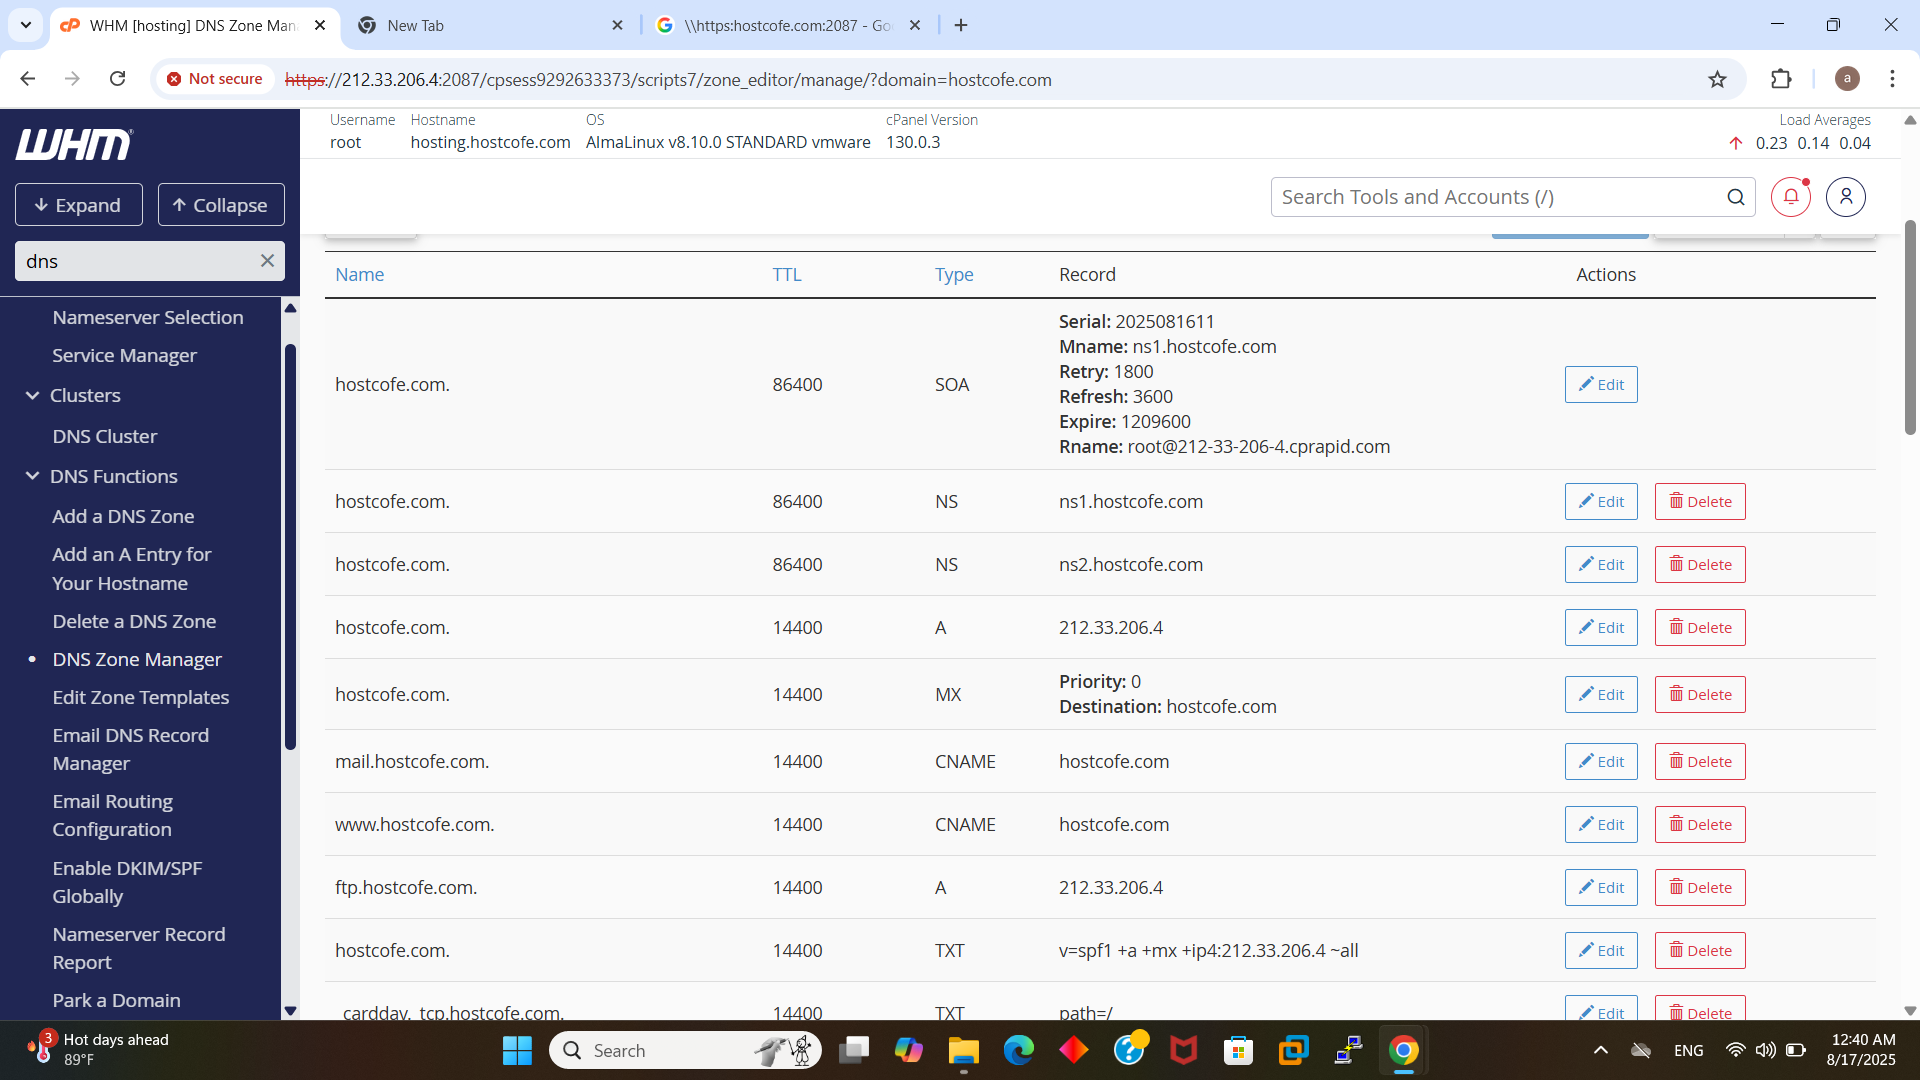 WHM [hosting] DNS Zone Man
New Tab
\\https:hostcofe.com:2087 - Go
Not secure
https://212.33.206.4:2087/cpsess9292633373/scripts7/zone_editor/manage/?domain=hostcofe.com
a
WHM
Username
root
Hostname
hosting.hostcofe.com
OS
AlmaLinux v8.10.0 STANDARD vmware
cPanel Version
130.0.3
Load Averages
0.23 0.14 0.04
Expand
Collapse
Search Tools and Accounts (/)
dns
Nameserver Selection
Service Manager
Clusters
DNS Cluster
DNS Functions
Add a DNS Zone
Add an A Entry for
Your Hostname
Delete a DNS Zone
DNS Zone Manager
Edit Zone Templates
Email DNS Record
Manager
Email Routing
Configuration
Enable DKIM/SPF
Globally
Nameserver Record
Report
Park a Domain
Name TTL Type Record Actions
Serial: 2025081611
Mname: ns1.hostcofe.com
Retry: 1800
hostcofe.com. 86400 SOA Edit
Refresh: 3600
Expire: 1209600
Rname: root@212-33-206-4.cprapid.com
hostcofe.com. 86400 NS ns1.hostcofe.com Edit Delete
hostcofe.com. 86400 NS ns2.hostcofe.com Edit Delete
hostcofe.com. 14400 A 212.33.206.4 Edit Delete
hostcofe.com. 14400 MX Priority: 0 Edit Delete
Destination: hostcofe.com
mail.hostcofe.com. 14400 CNAME hostcofe.com Edit Delete
www.hostcofe.com. 14400 CNAME hostcofe.com Edit Delete
ftp.hostcofe.com. 14400 A 212.33.206.4 Edit Delete
hostcofe.com. 14400 TXT v=spf1 +a +mx +ip4:212.33.206.4 ~all Edit Delete
_carddav._tcp.hostcofe.com. 14400 TXT path=/ Edit Delete
3
Hot days ahead
89°F
Search
ENG
12:40 AM
8/17/2025